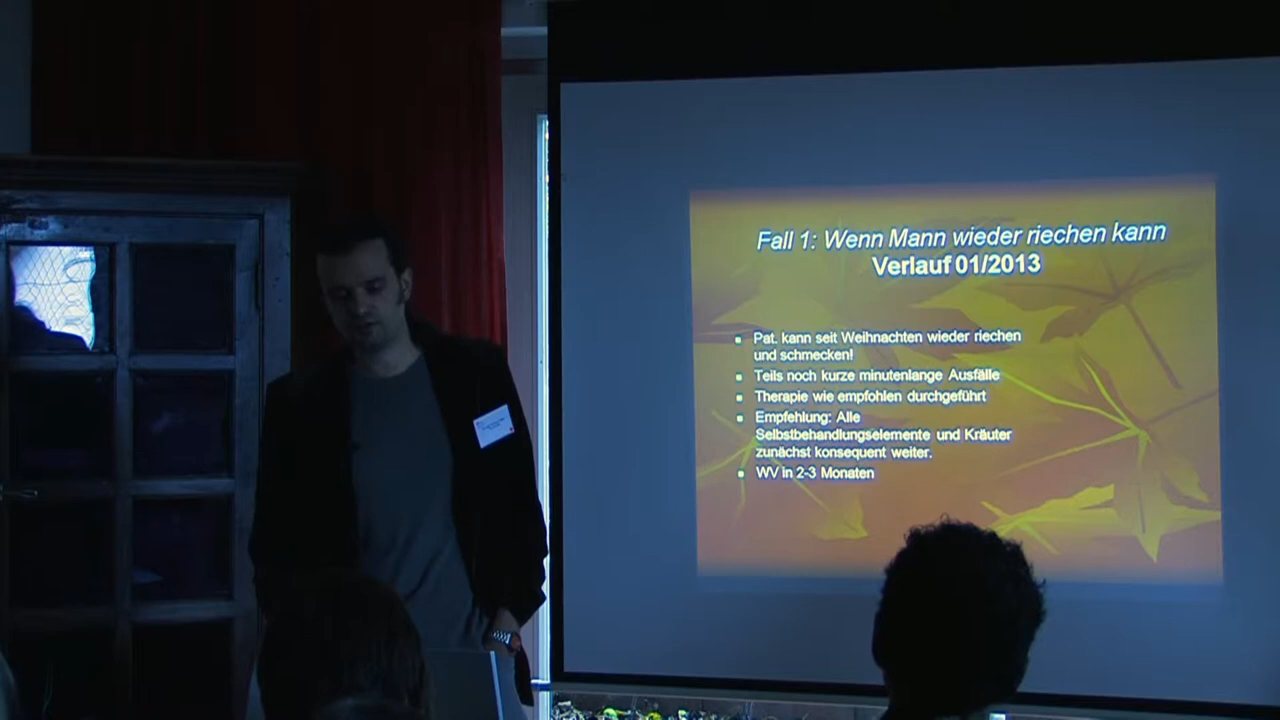 Fall 1: Wenn Mann wieder riechen kann
Verlauf 01/2013
Pat. kann seit Weihnachten wieder riechen
und schmecken!
Teils noch kurze minutenlange Ausfälle
Therapie wie empfohlen durchgeführt
Empfehlung: Alle
Selbstbehandlungselemente und Kräuter
zunächst konsequent weiter.
WV in 2-3 Monaten